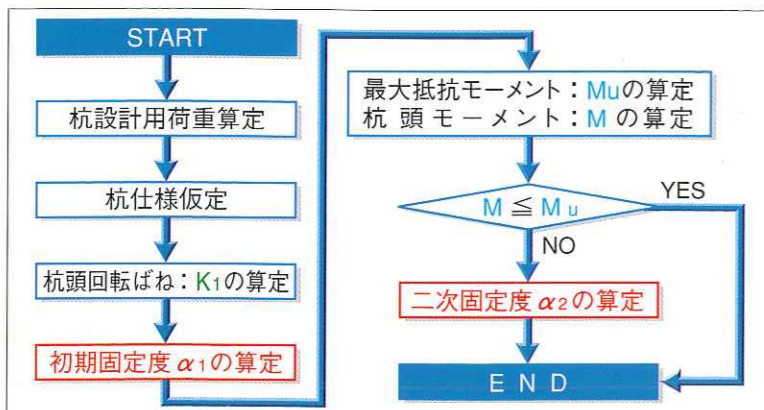 START
杭設計用荷重算定
杭仕様仮定
杭頭回転ばね：K1の算定
初期固定度α1の算定
最大抵抗モーメント：Muの算定
杭頭モーメント：Mの算定
M≦Mu
YES
NO
二次固定度α2の算定
END